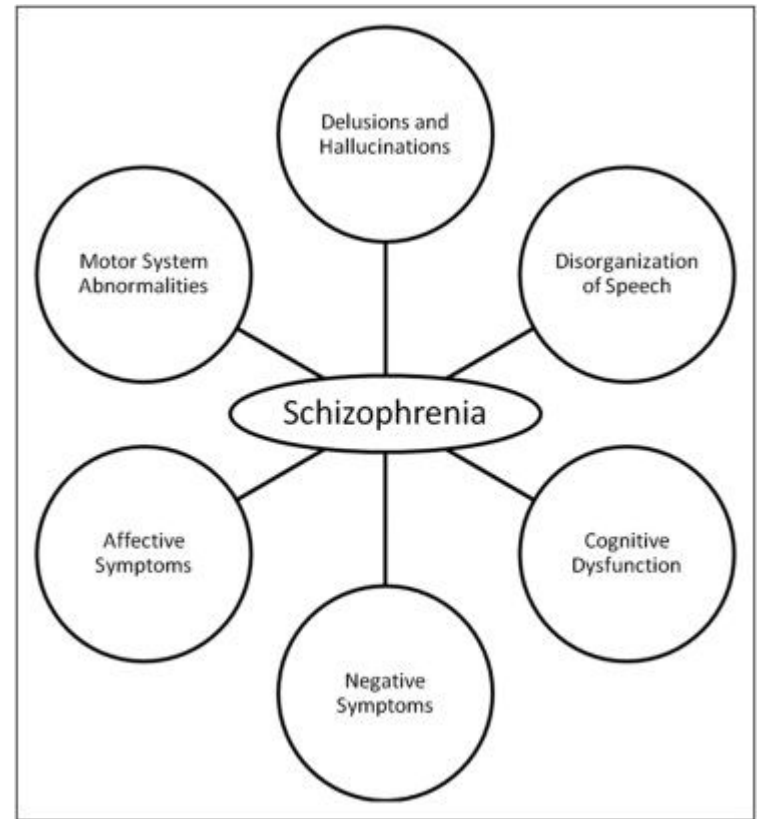 Delusions and
Hallucinations
Motor System
Abnormalities
Disorganization
of Speech
Schizophrenia
Affective
Symptoms
Cognitive
Dysfunction
Negative
Symptoms